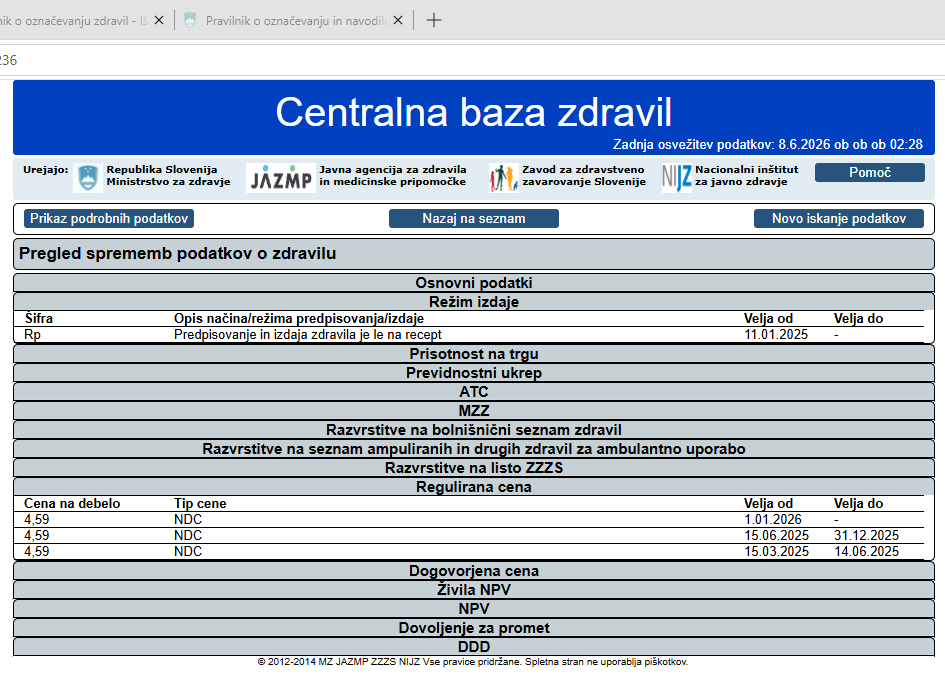 nik o označevanju zdravil - Iš
Pravilnik o označevanju in navodilu
236
Centralna baza zdravil
Zadnja osvežitev podatkov: 8.6.2026 ob ob ob 02:28
Urejajo:
Republika Slovenija
Ministrstvo za zdravje
JAZMP
Javna agencija za zdravila
in medicinske pripomočke
Zavod za zdravstveno
zavarovanje Slovenije
NIJZ
Nacionalni inštitut
za javno zdravje
Pomoč
Prikaz podrobnih podatkov
Nazaj na seznam
Novo iskanje podatkov
Pregled sprememb podatkov o zdravilu
Osnovni podatki
Režim izdaje
Šifra Opis načina/režima predpisovanja/izdaje Velja od Velja do
Rp Predpisovanje in izdaja zdravila je le na recept 11.01.2025 -
Prisotnost na trgu
Previdnostni ukrep
ATC
MZZ
Razvrstitve na bolnišnični seznam zdravil
Razvrstitve na seznam ampuliranih in drugih zdravil za ambulantno uporabo
Razvrstitve na listo ZZZS
Regulirana cena
Cena na debelo Tip cene Velja od Velja do
4,59 NDC 1.01.2026 -
4,59 NDC 15.06.2025 31.12.2025
4,59 NDC 15.03.2025 14.06.2025
Dogovorjena cena
Živila NPV
NPV
Dovoljenje za promet
DDD
© 2012-2014 MZ JAZMP ZZZS NIJZ Vse pravice pridržane. Spletna stran ne uporablja piškotkov.